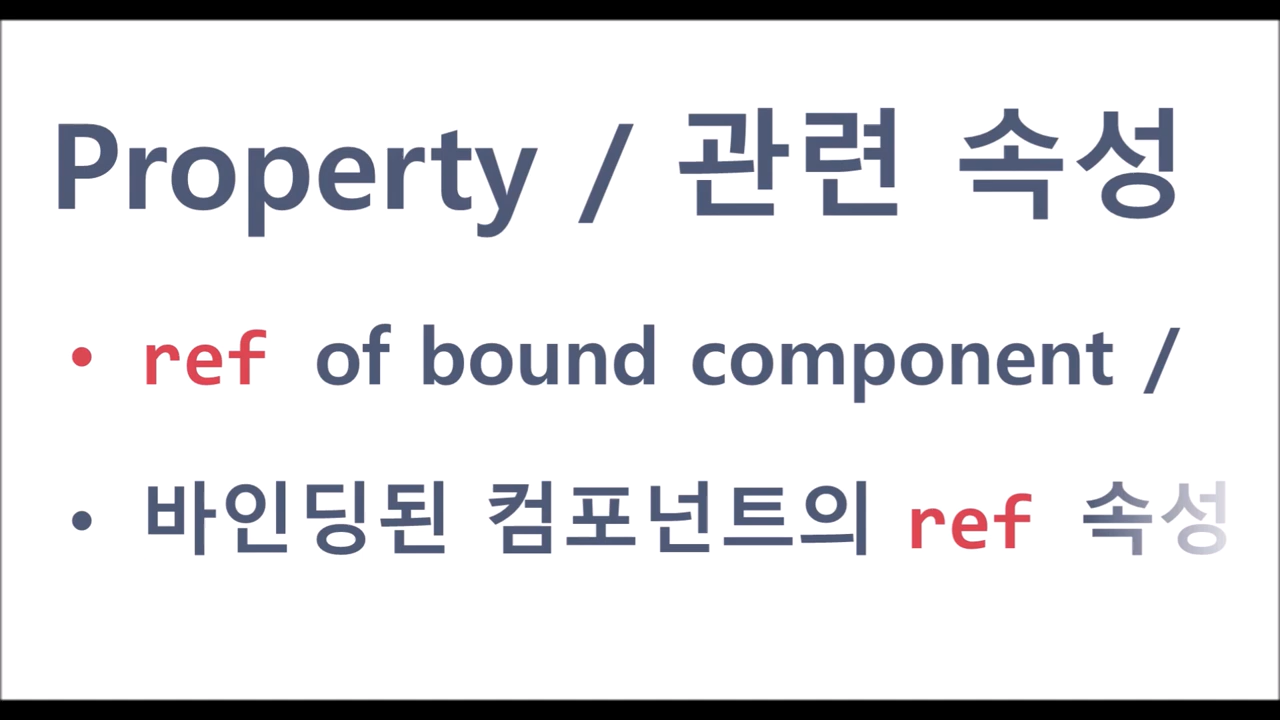 Property / 관련 속성
• ref of bound component /
• 바인딩된 컴포넌트의 ref 속성